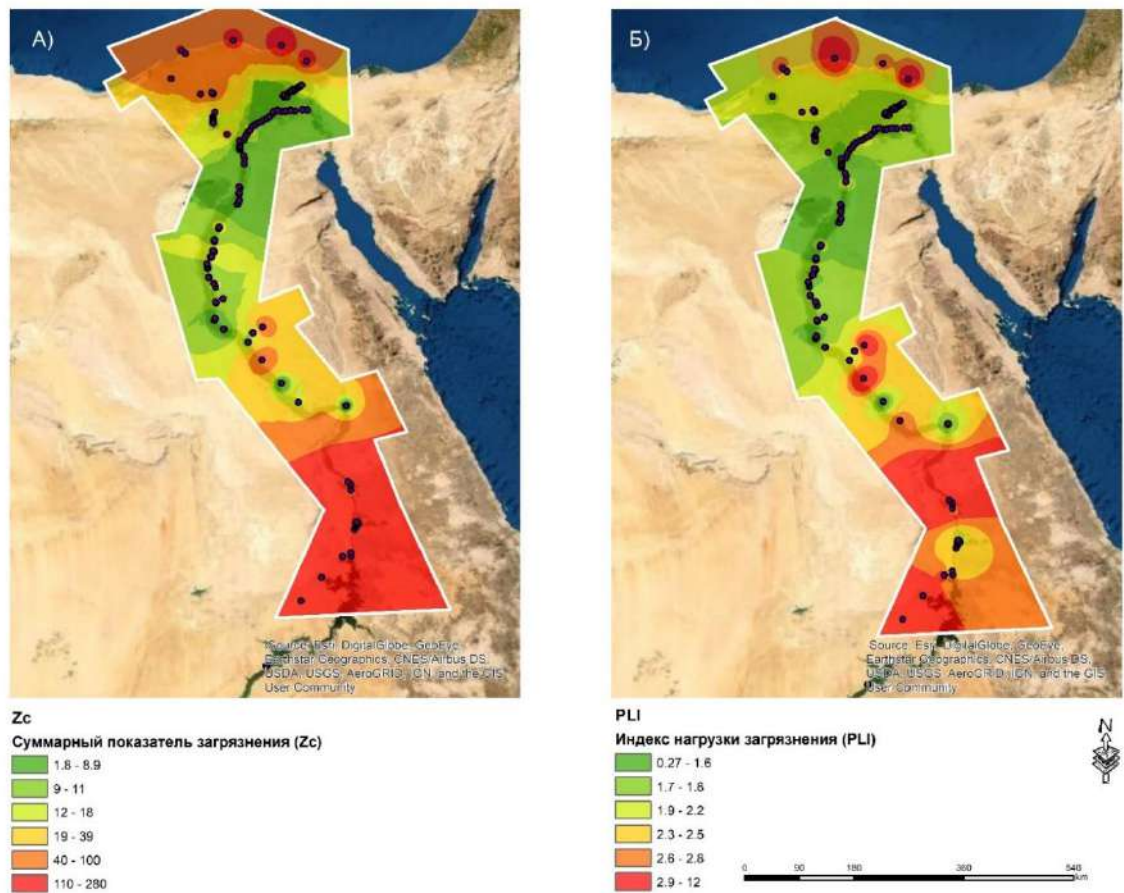 А)
Source: Esri, DigitalGlobe, GeoEye,
Earthstar Geographics, CNES/Airbus DS,
USDA, USGS, AeroGRID, IGN, and the GIS
User Community
Б)
Source: Esri, DigitalGlobe, GeoEye,
Earthstar Geographics, CNES/Airbus DS,
USDA, USGS, AeroGRID, IGN, and the GIS
User Community
Zc
Суммарный показатель загрязнения (Zc)
1.8 - 8.9
9 - 11
12 - 18
19 - 39
40 - 100
110 - 280
PLI
Индекс нагрузки загрязнения (PLI)
0.27 - 1.6
1.7 - 1.8
1.9 - 2.2
2.3 - 2.5
2.6 - 2.8
2.9 - 12
N
0 90 180 360 540
km